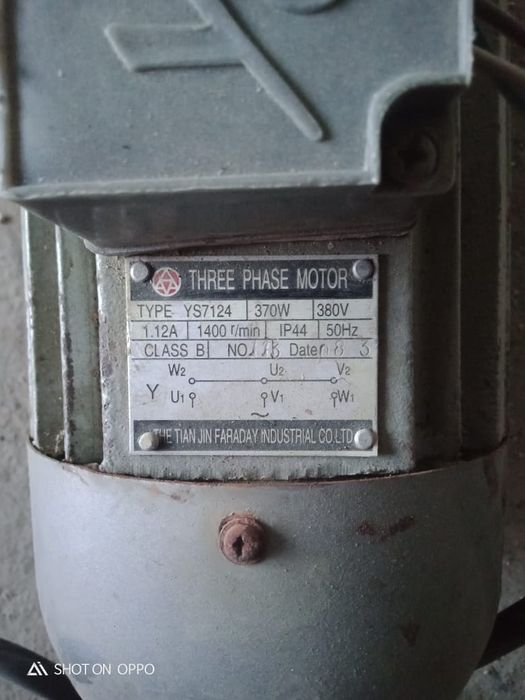 THREE PHASE MOTOR
TYPE YS7124 370W 380V
1.12A 1400 r/min IP44 50Hz
CLASS B NO. Date
W2 U2 V2
Y U1 V1 W1
~
THE TIAN JIN FARADAY INDUSTRIAL CO.LTD
SHOT ON OPPO